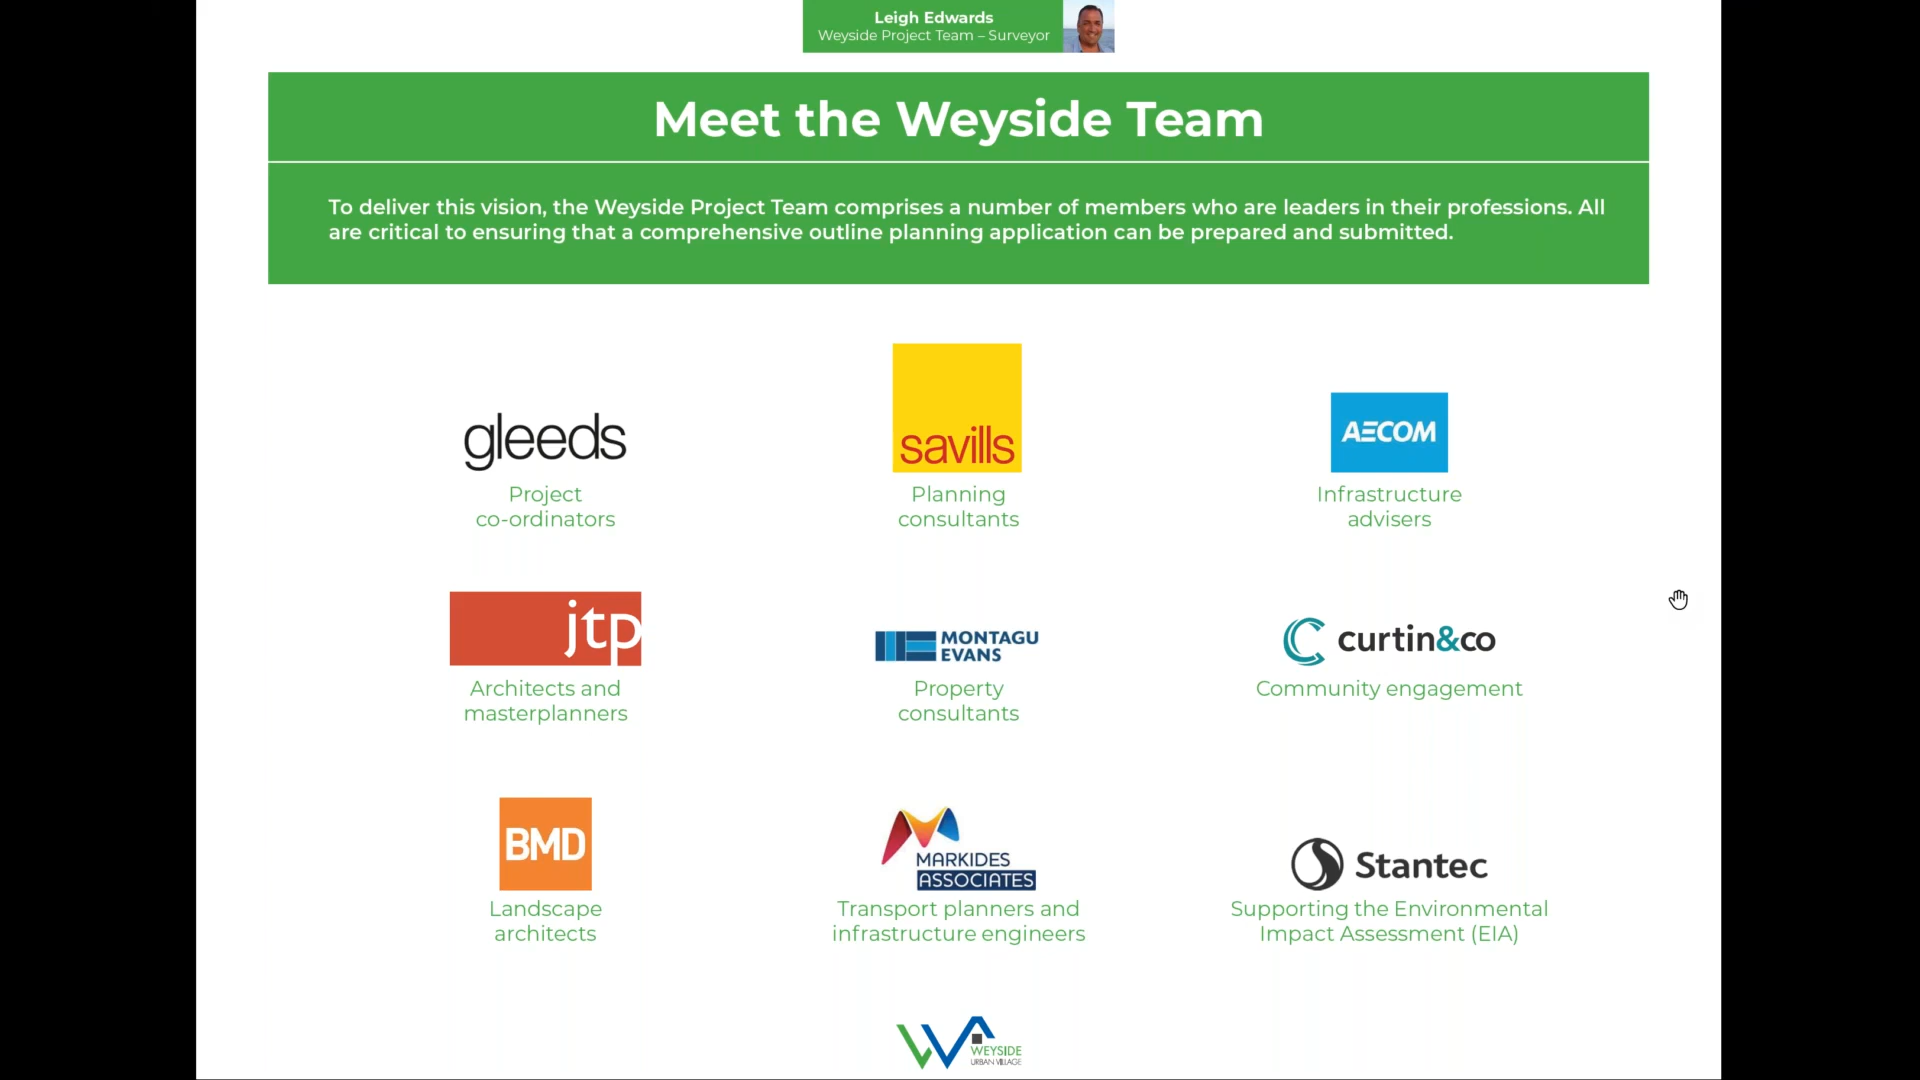 Leigh Edwards
Weyside Project Team – Surveyor
Meet the Weyside Team
To deliver this vision, the Weyside Project Team comprises a number of members who are leaders in their professions. All
are critical to ensuring that a comprehensive outline planning application can be prepared and submitted.
gleeds
Project
co-ordinators
savills
Planning
consultants
AECOM
Infrastructure
advisers
jtp
Architects and
masterplanners
MONTAGU
EVANS
Property
consultants
curtin&co
Community engagement
BMD
Landscape
architects
MARKIDES
ASSOCIATES
Transport planners and
infrastructure engineers
Stantec
Supporting the Environmental
Impact Assessment (EIA)
WEYSIDE
URBAN VILLAGE